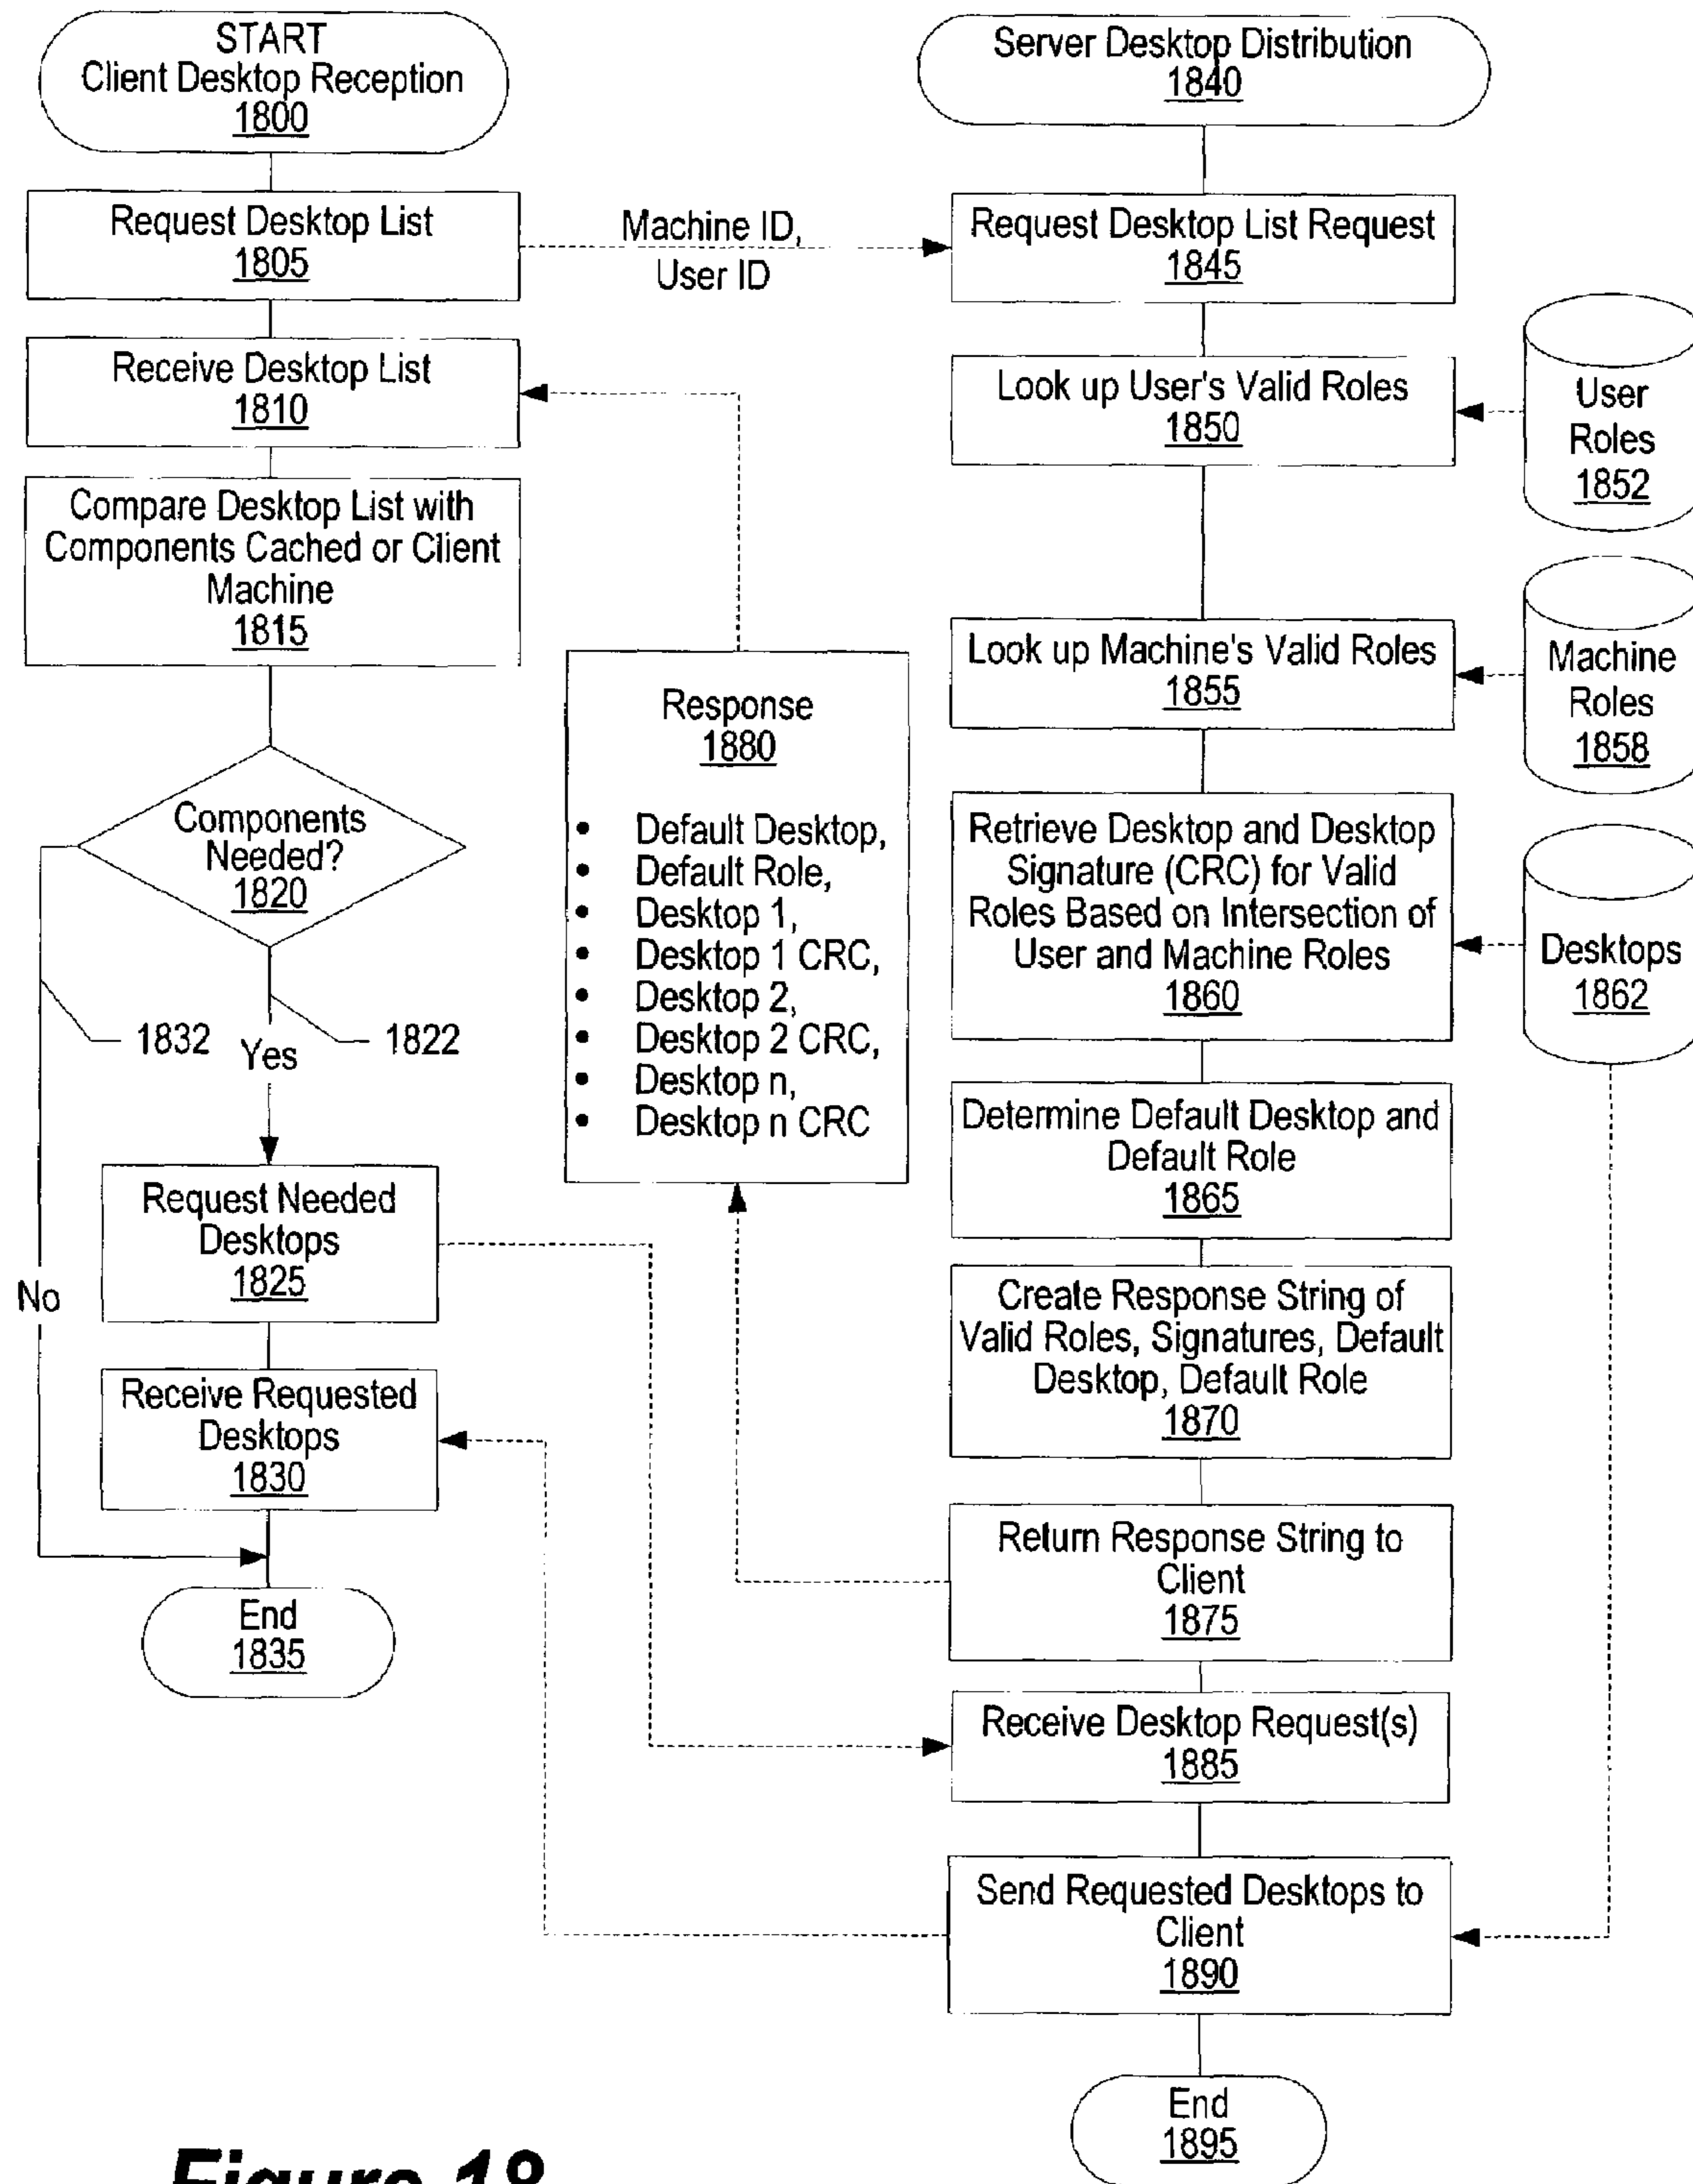 START
Client Desktop Reception
1800
Request Desktop List
1805
Receive Desktop List
1810
Compare Desktop List with
Components Cached or Client
Machine
1815
Components
Needed?
1820
1832
Yes
1822
Request Needed
Desktops
1825
No
Receive Requested
Desktops
1830
End
1835
Machine ID,
User ID
Response
1880
• Default Desktop,
• Default Role,
• Desktop 1,
• Desktop 1 CRC,
• Desktop 2,
• Desktop 2 CRC,
• Desktop n,
• Desktop n CRC
Server Desktop Distribution
1840
Request Desktop List Request
1845
Look up User's Valid Roles
1850
User
Roles
1852
Look up Machine's Valid Roles
1855
Machine
Roles
1858
Retrieve Desktop and Desktop
Signature (CRC) for Valid
Roles Based on Intersection of
User and Machine Roles
1860
Desktops
1862
Determine Default Desktop and
Default Role
1865
Create Response String of
Valid Roles, Signatures, Default
Desktop, Default Role
1870
Return Response String to
Client
1875
Receive Desktop Request(s)
1885
Send Requested Desktops to
Client
1890
End
1895
Figure 18